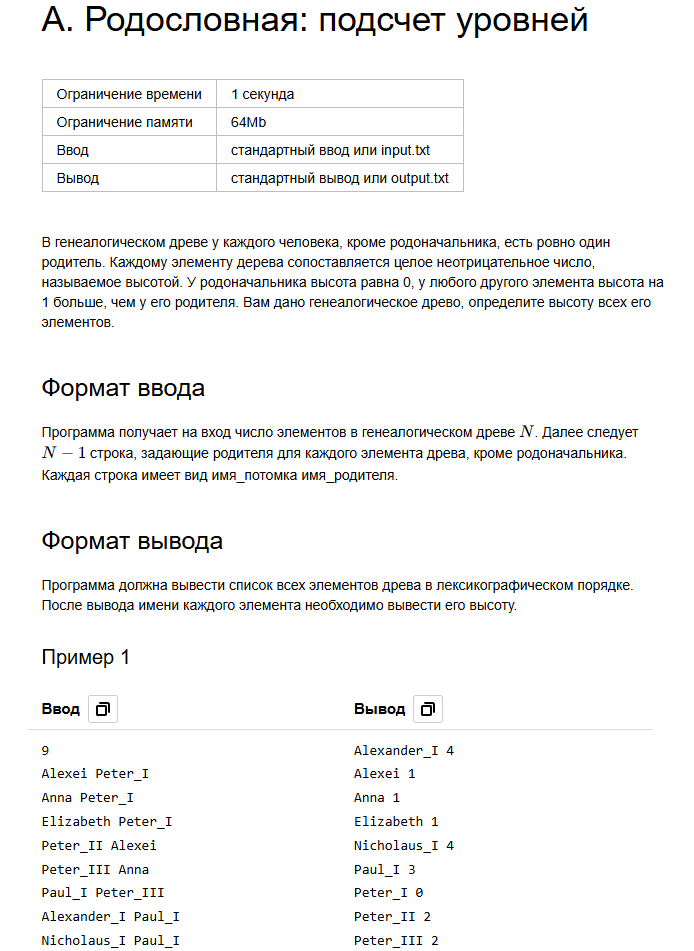 А. Родословная: подсчет уровней
Ограничение времени 1 секунда
Ограничение памяти 64Mb
Ввод стандартный ввод или input.txt
Вывод стандартный вывод или output.txt
В генеалогическом древе у каждого человека, кроме родоначальника, есть ровно один
родитель. Каждому элементу дерева сопоставляется целое неотрицательное число,
называемое высотой. У родоначальника высота равна 0, у любого другого элемента высота на
1 больше, чем у его родителя. Вам дано генеалогическое древо, определите высоту всех его
элементов.
Формат ввода
Программа получает на вход число элементов в генеалогическом древе N. Далее следует
N − 1 строка, задающие родителя для каждого элемента древа, кроме родоначальника.
Каждая строка имеет вид имя_потомка имя_родителя.
Формат вывода
Программа должна вывести список всех элементов древа в лексикографическом порядке.
После вывода имени каждого элемента необходимо вывести его высоту.
Пример 1
Ввод Вывод
9 Alexander_I 4
Alexei Peter_I Alexei 1
Anna Peter_I Anna 1
Elizabeth Peter_I Elizabeth 1
Peter_II Alexei Nicholaus_I 4
Peter_III Anna Paul_I 3
Paul_I Peter_III Peter_I 0
Alexander_I Paul_I Peter_II 2
Nicholaus_I Paul_I Peter_III 2